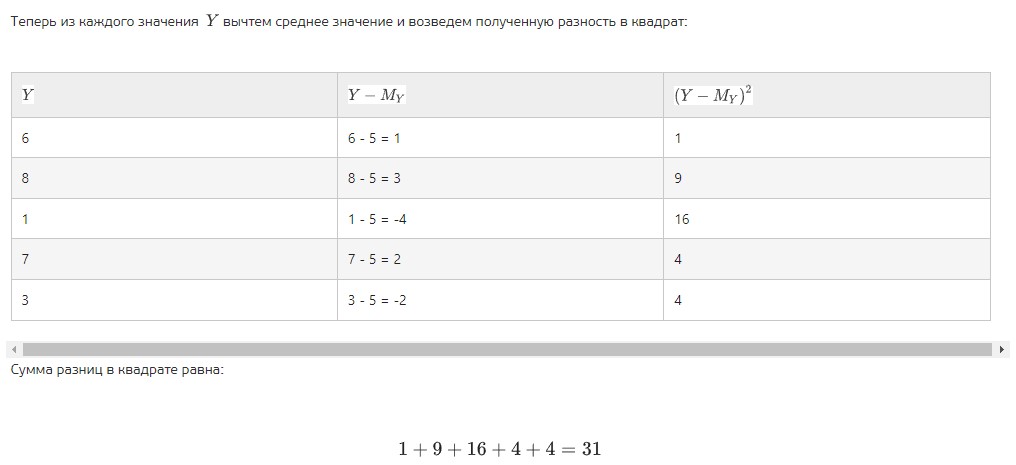 Теперь из каждого значения Y вычтем среднее значение и возведем полученную разность в квадрат:
Y Y − M_Y (Y − M_Y)²
6 6 - 5 = 1 1
8 8 - 5 = 3 9
1 1 - 5 = -4 16
7 7 - 5 = 2 4
3 3 - 5 = -2 4
Сумма разниц в квадрате равна:
1 + 9 + 16 + 4 + 4 = 31